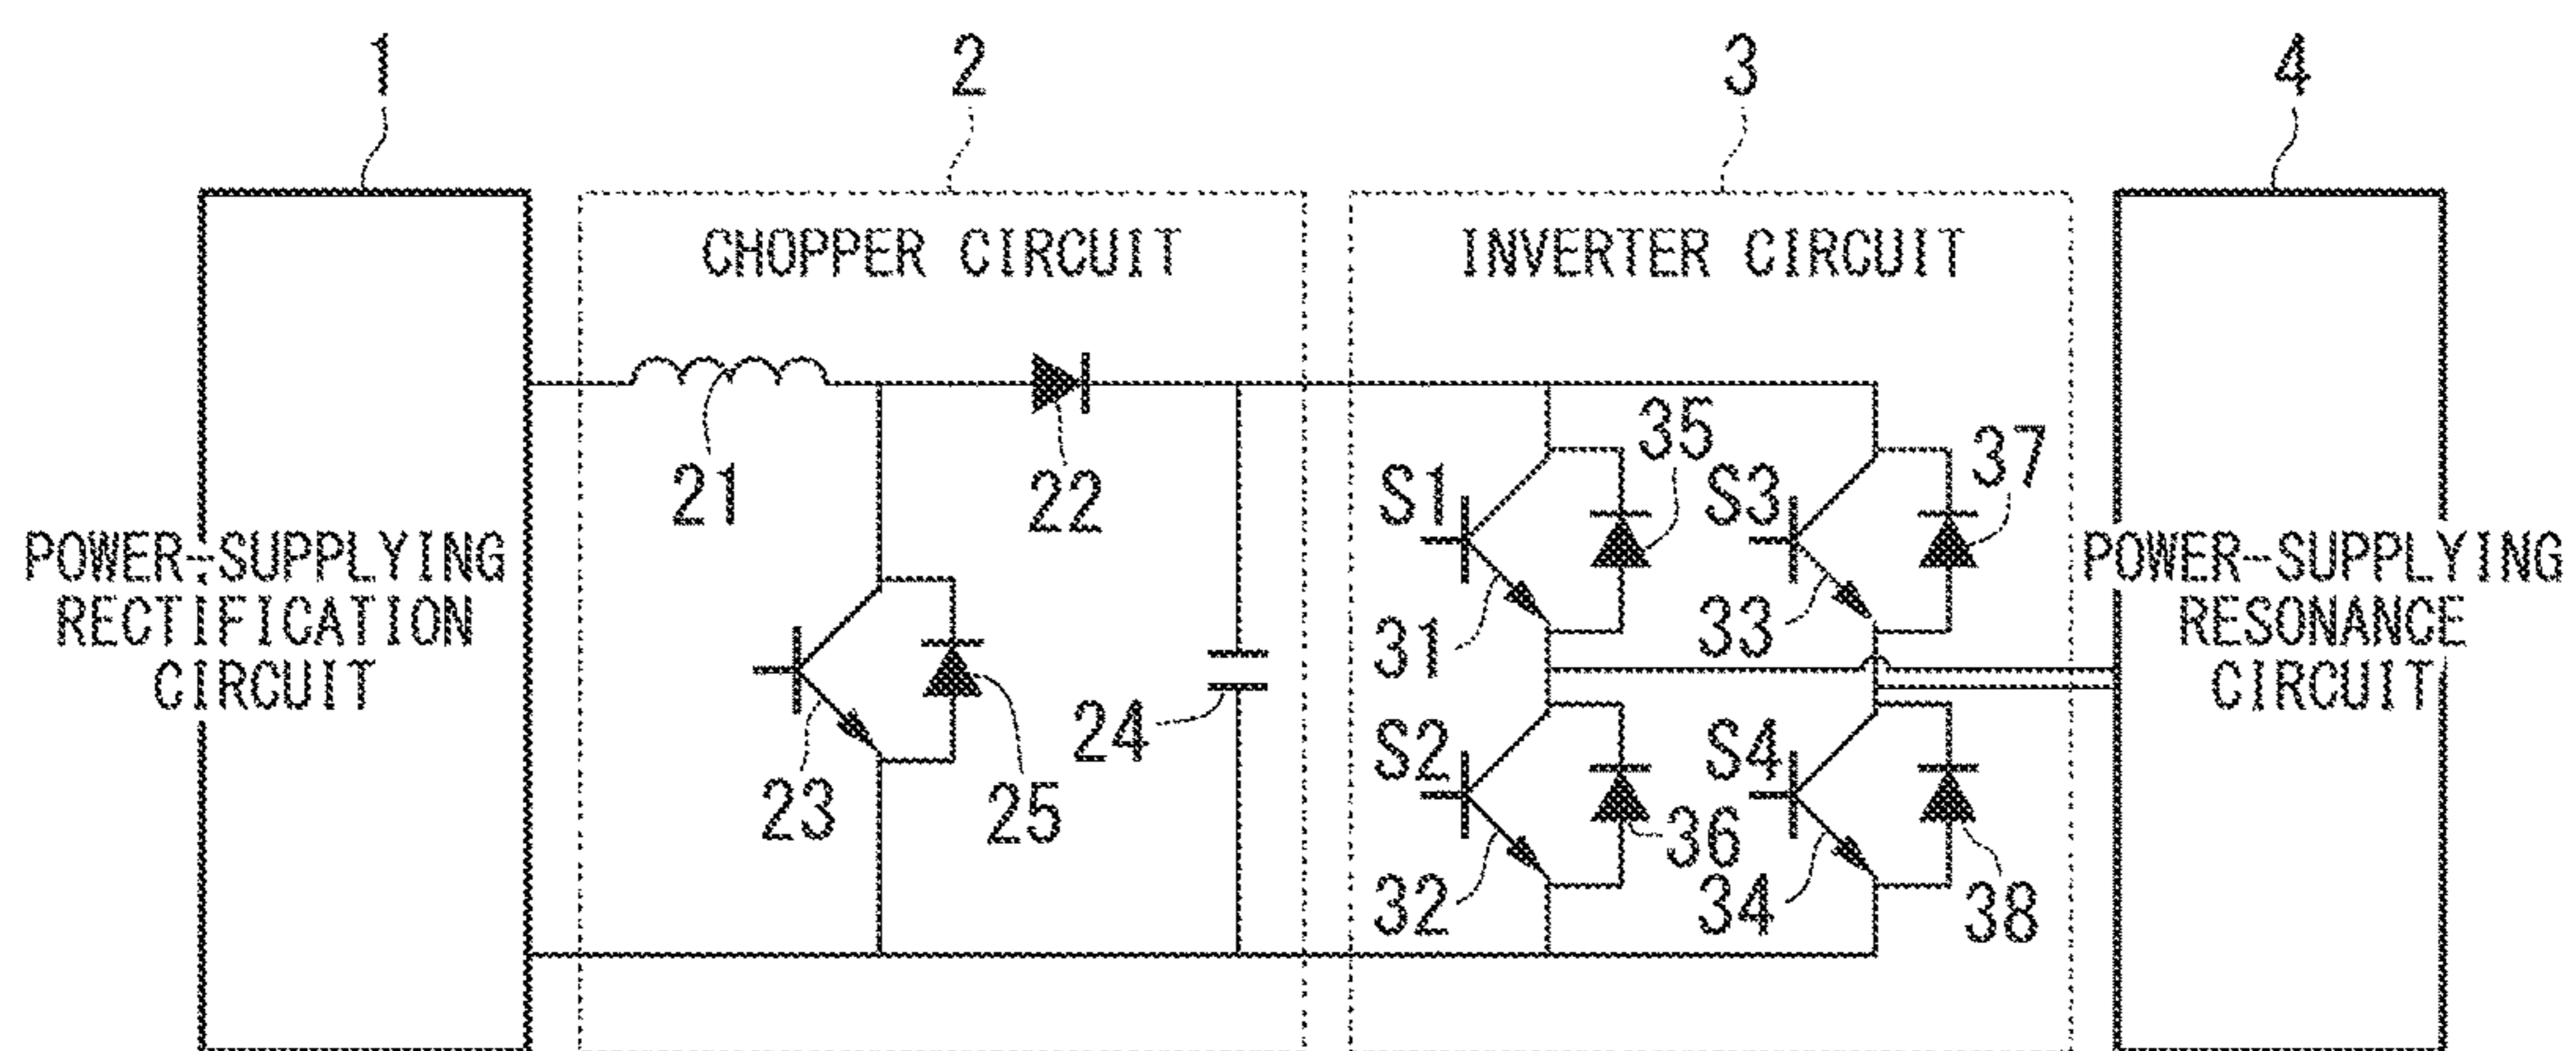 1
2
3
4
CHOPPER CIRCUIT
INVERTER CIRCUIT
POWER-SUPPLYING
RECTIFICATION
CIRCUIT
21
22
23
25
24
S1
35
S3
37
31
33
S2
36
S4
38
32
34
POWER-SUPPLYING
RESONANCE
CIRCUIT